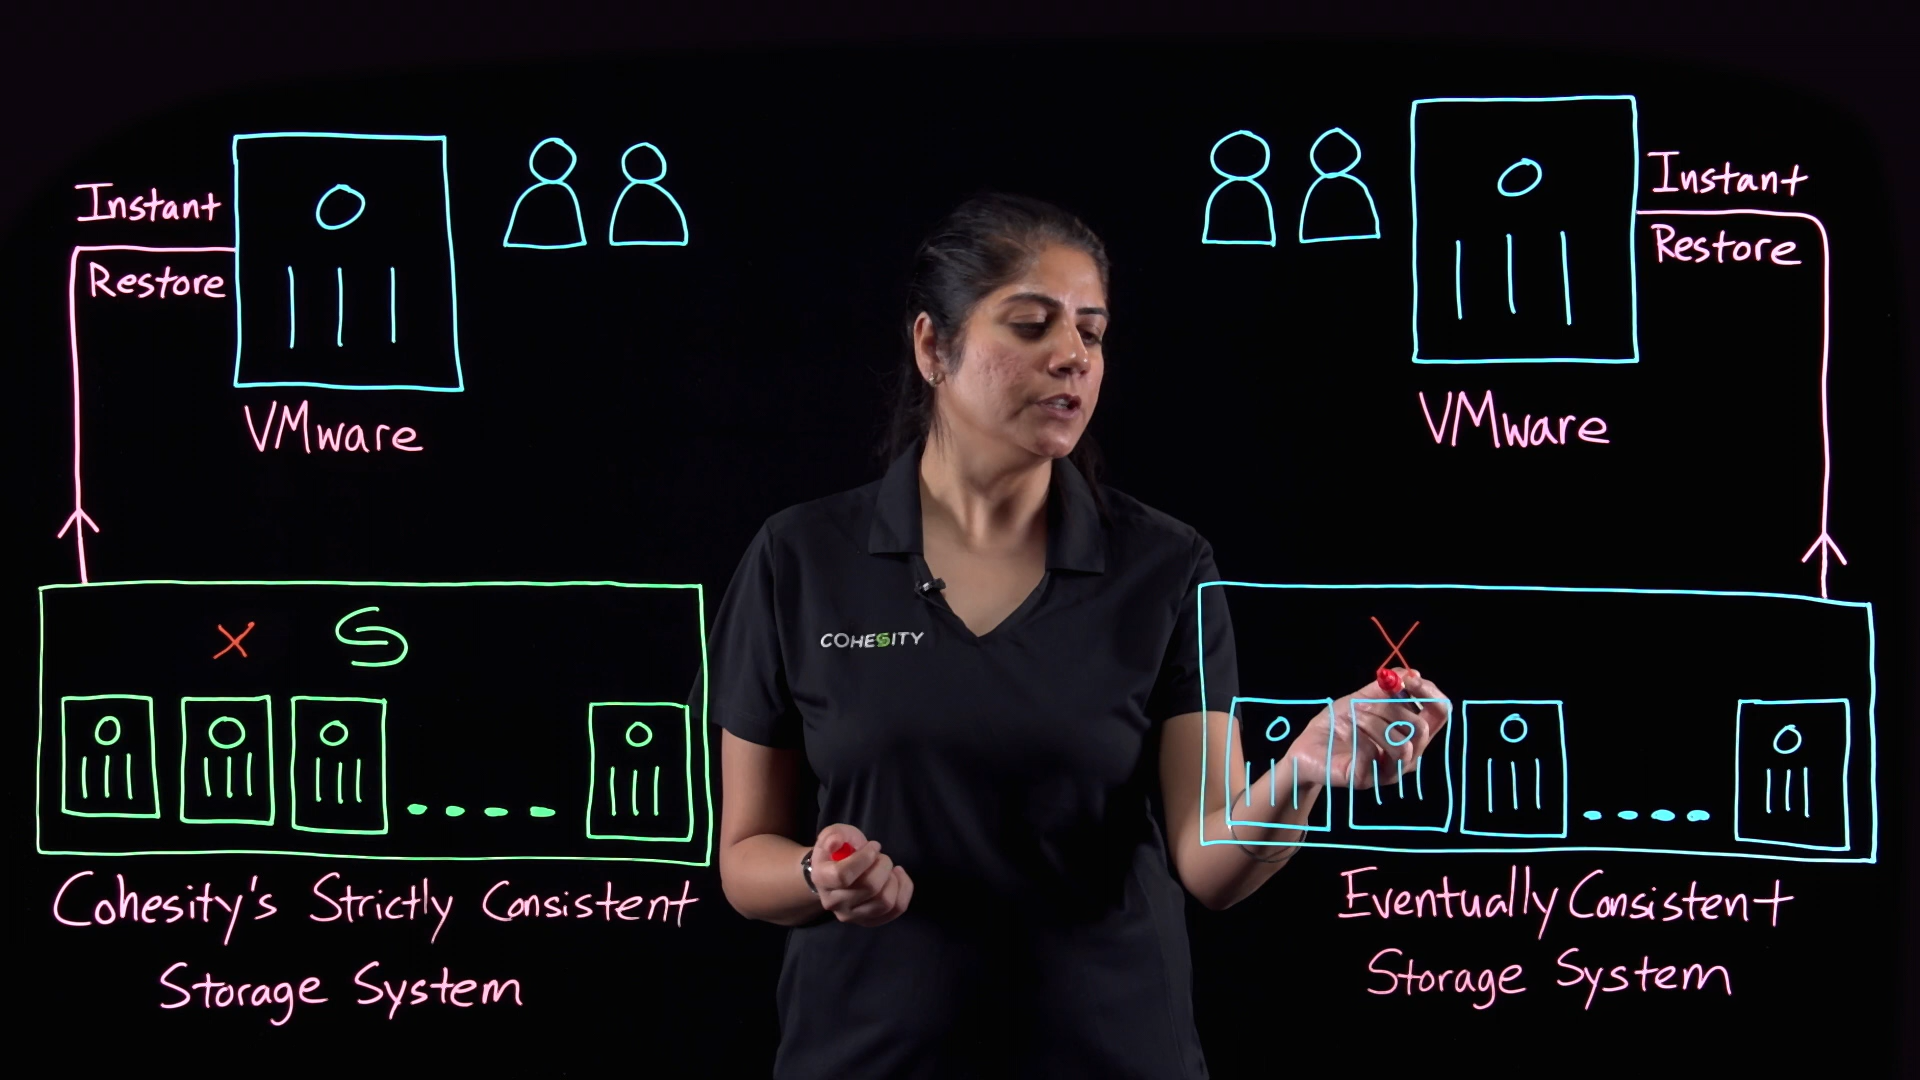 Instant
Restore
VMware
Instant
Restore
VMware
COHESITY
Cohesity's Strictly Consistent
Storage System
Eventually Consistent
Storage System